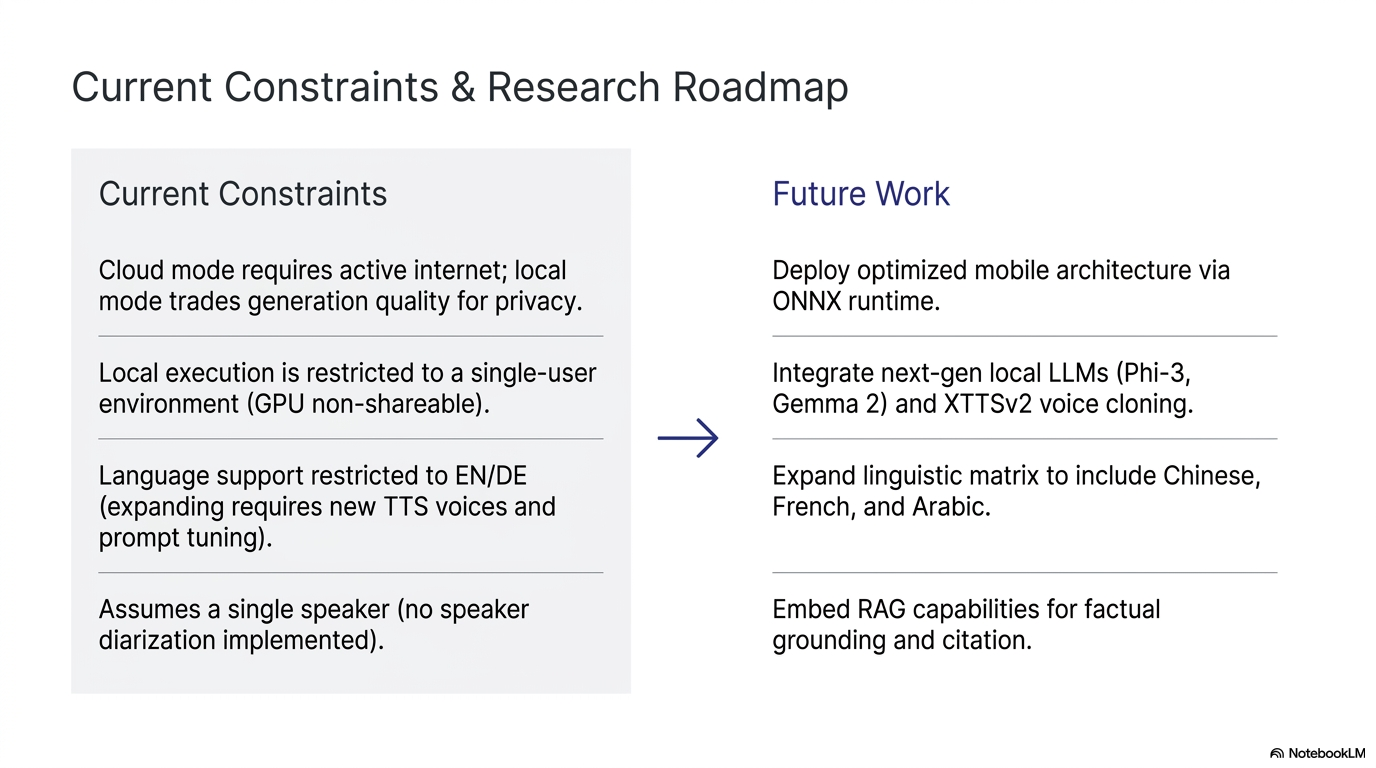 Current Constraints & Research Roadmap
Current Constraints
Cloud mode requires active internet; local
mode trades generation quality for privacy.
Local execution is restricted to a single-user
environment (GPU non-shareable).
Language support restricted to EN/DE
(expanding requires new TTS voices and
prompt tuning).
Assumes a single speaker (no speaker
diarization implemented).
Future Work
Deploy optimized mobile architecture via
ONNX runtime.
Integrate next-gen local LLMs (Phi-3,
Gemma 2) and XTTSv2 voice cloning.
Expand linguistic matrix to include Chinese,
French, and Arabic.
Embed RAG capabilities for factual
grounding and citation.
NotebookLM